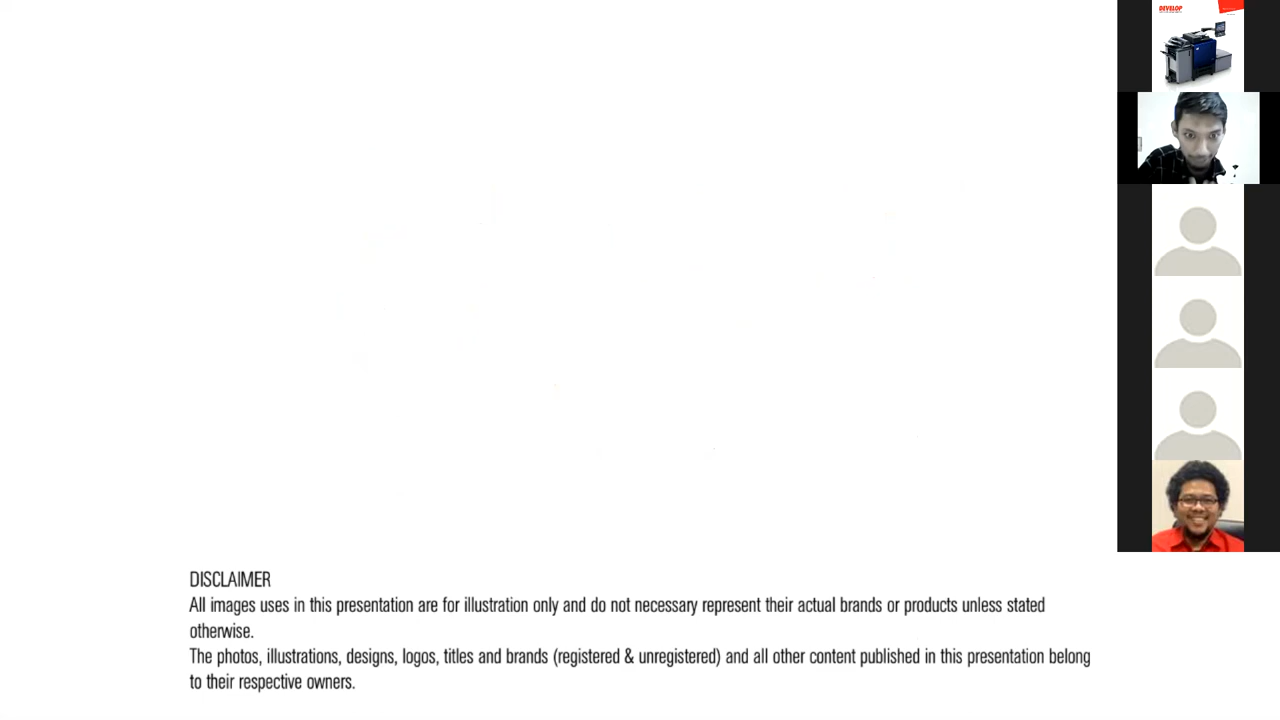 DEVELOP
DISCLAIMER
All images uses in this presentation are for illustration only and do not necessary represent their actual brands or products unless stated
otherwise.
The photos, illustrations, designs, logos, titles and brands (registered & unregistered) and all other content published in this presentation belong
to their respective owners.